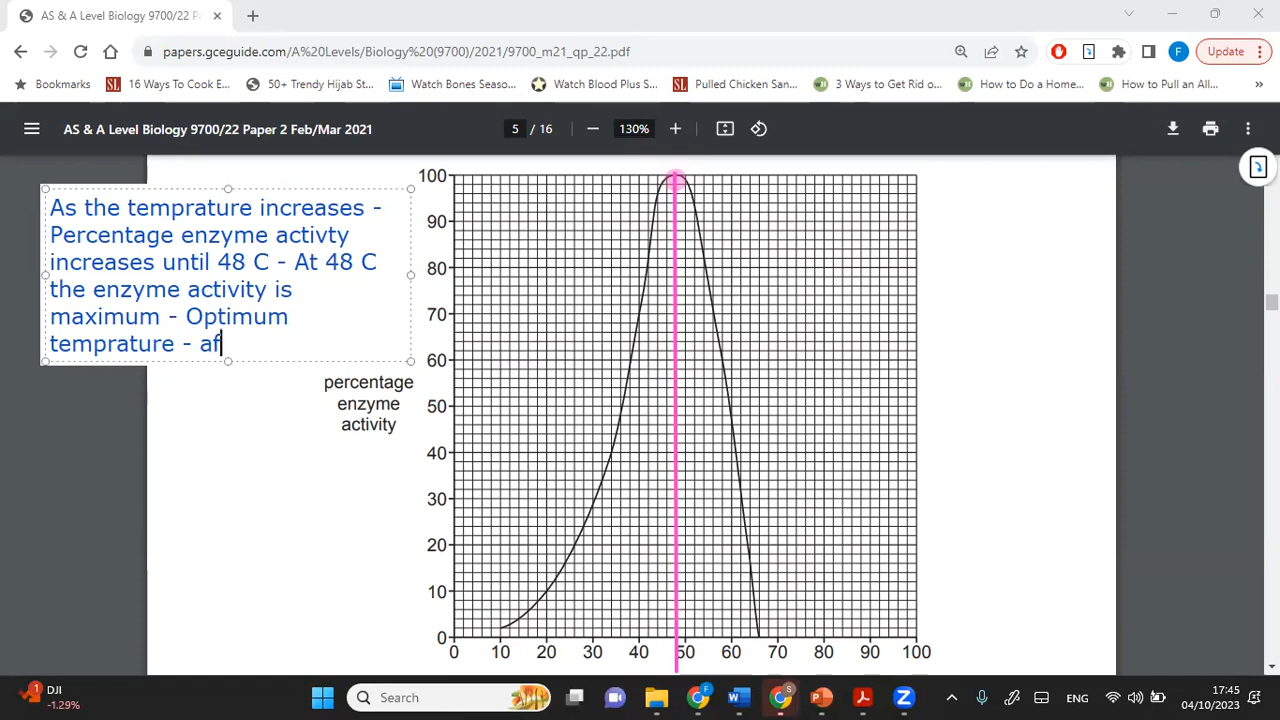 AS & A Level Biology 9700/22 P
papers.gceguide.com/A%20Levels/Biology%20(9700)/2021/9700_m21_qp_22.pdf
F
Update
Bookmarks
SL 16 Ways To Cook E...
50+ Trendy Hijab St...
Watch Bones Seaso...
Watch Blood Plus S...
SL Pulled Chicken San...
3 Ways to Get Rid o...
How to Do a Home...
How to Pull an All...
»
AS & A Level Biology 9700/22 Paper 2 Feb/Mar 2021
5 / 16
130%
As the temprature increases -
Percentage enzyme activty
increases until 48 C - At 48 C
the enzyme activity is
maximum - Optimum
temprature - af
percentage
enzyme
activity
100
90
80
70
60
50
40
30
20
10
0
0 10 20 30 40 50 60 70 80 90 100
1
DJI
-1.29%
Search
F
W
S
P
Z
ENG
17:45
04/10/2023